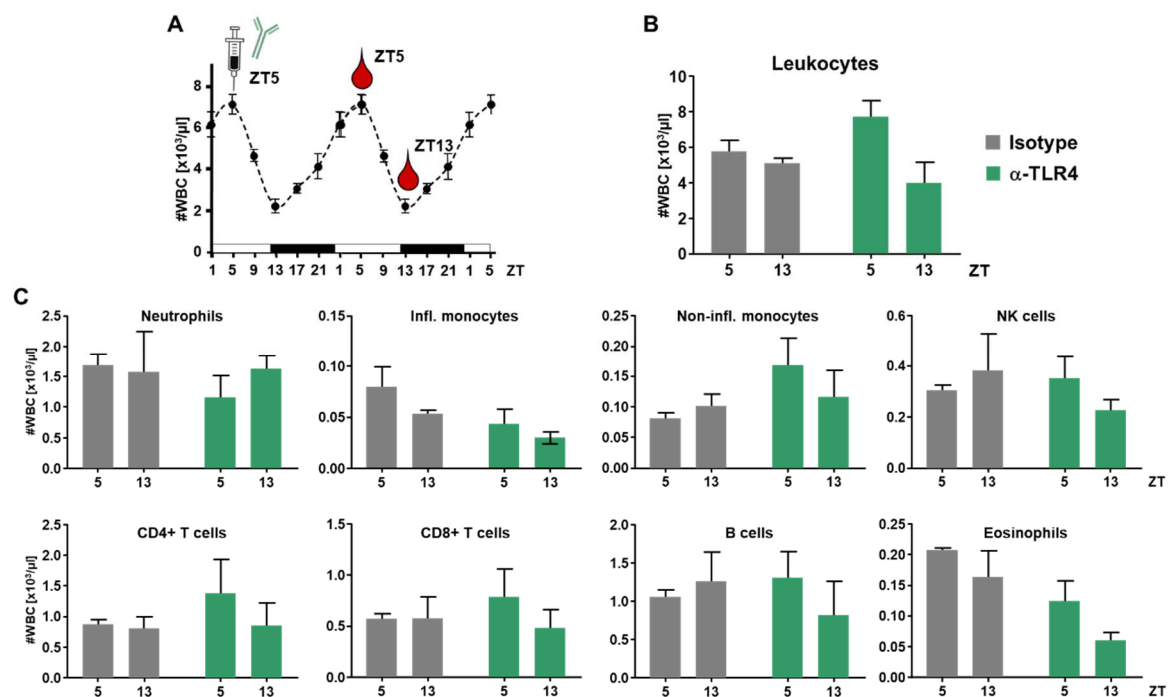 A
ZT5
ZT5
ZT13
#WBC [x10³/µl]
8
6
4
2
0
1 5 9 13 17 21 1 5 9 13 17 21 1 5 ZT
B
Leukocytes
#WBC [x10³/µl]
10
8
6
4
2
0
5 13 5 13 ZT
Isotype
α-TLR4
C
Neutrophils
#WBC [x10³/µl]
2.5
2.0
1.5
1.0
0.5
0.0
5 13 5 13
Infl. monocytes
0.15
0.10
0.05
0.00
5 13 5 13
Non-infl. monocytes
0.25
0.20
0.15
0.10
0.05
0.00
5 13 5 13
NK cells
0.6
0.4
0.2
0.0
5 13 5 13 ZT
CD4+ T cells
#WBC [x10³/µl]
2.5
2.0
1.5
1.0
0.5
0.0
5 13 5 13
CD8+ T cells
1.5
1.0
0.5
0.0
5 13 5 13
B cells
2.0
1.5
1.0
0.5
0.0
5 13 5 13
Eosinophils
0.25
0.20
0.15
0.10
0.05
0.00
5 13 5 13 ZT